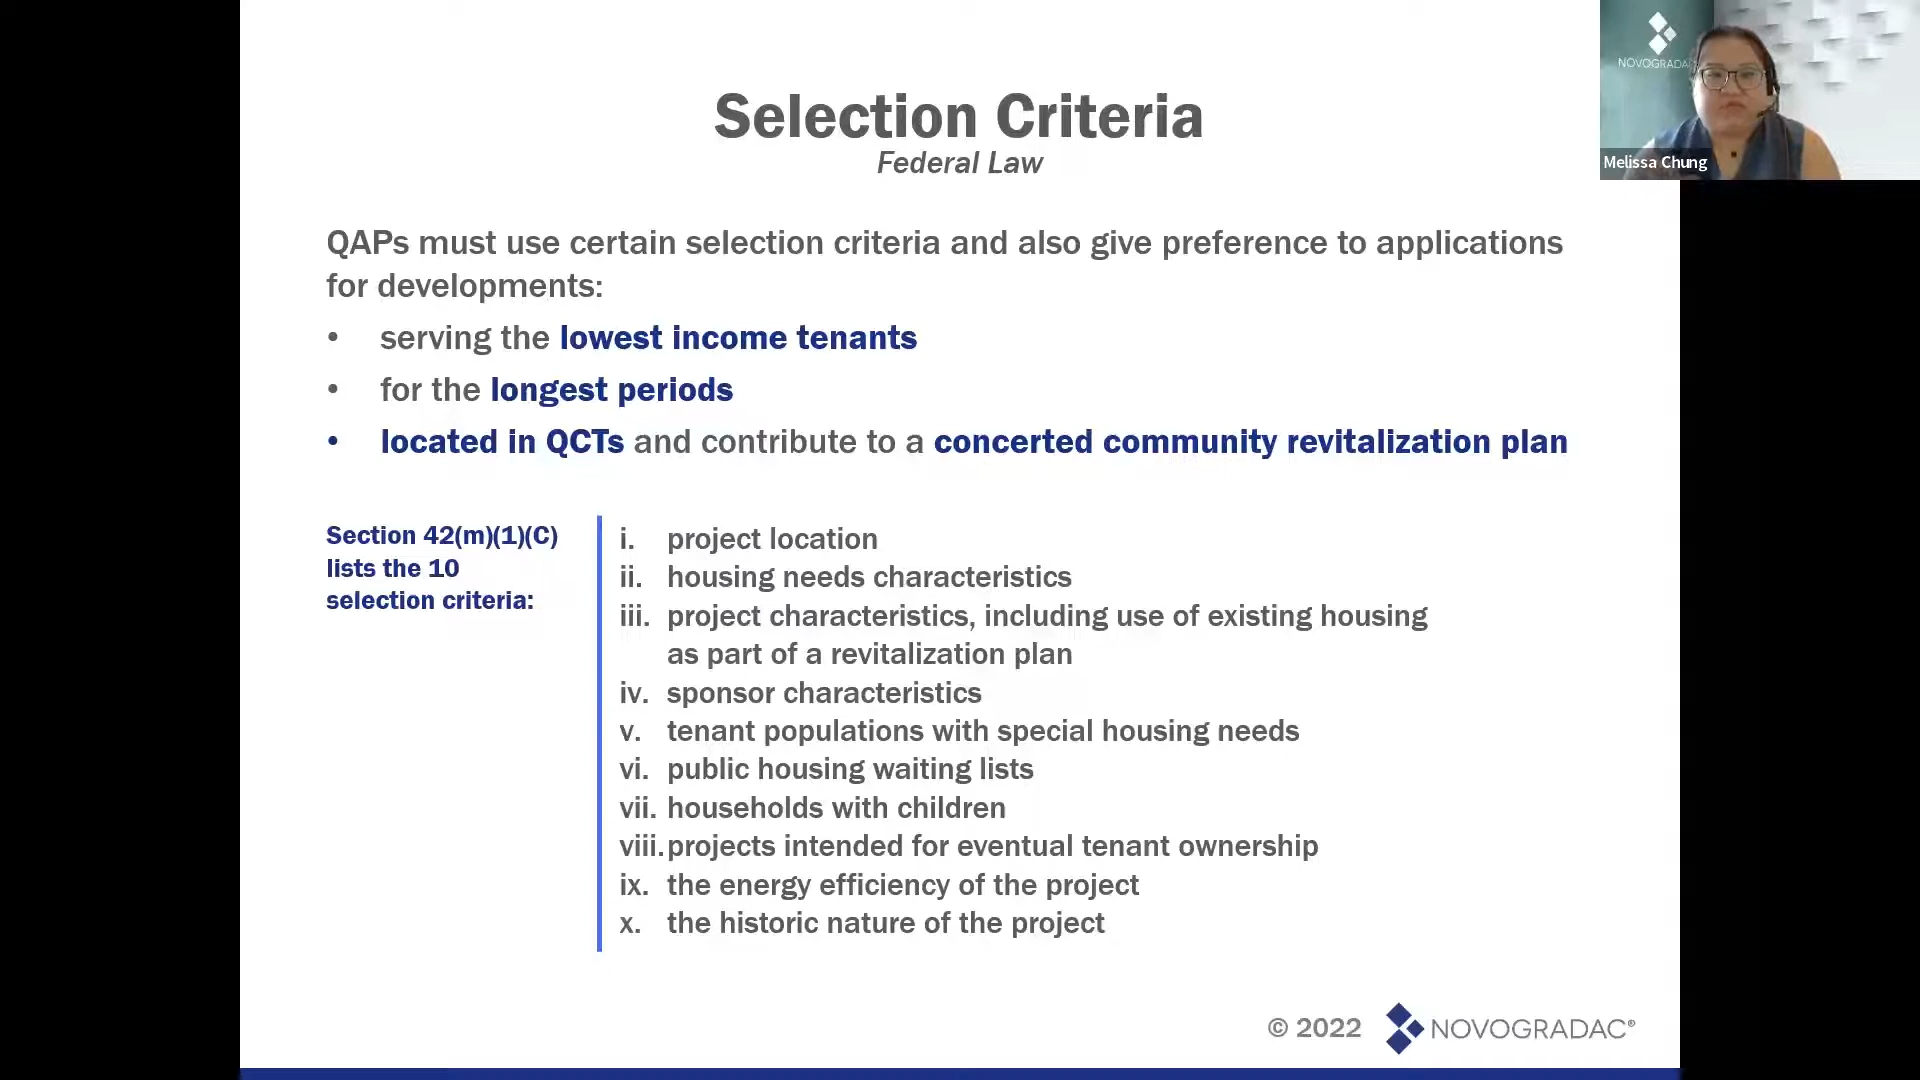 Selection Criteria
Federal Law
QAPs must use certain selection criteria and also give preference to applications
for developments:
• serving the lowest income tenants
• for the longest periods
• located in QCTs and contribute to a concerted community revitalization plan
Section 42(m)(1)(C)
lists the 10
selection criteria:
i. project location
ii. housing needs characteristics
iii. project characteristics, including use of existing housing
as part of a revitalization plan
iv. sponsor characteristics
v. tenant populations with special housing needs
vi. public housing waiting lists
vii. households with children
viii. projects intended for eventual tenant ownership
ix. the energy efficiency of the project
x. the historic nature of the project
© 2022 NOVOGRADAC®
NOVOGRADA
Melissa Chung